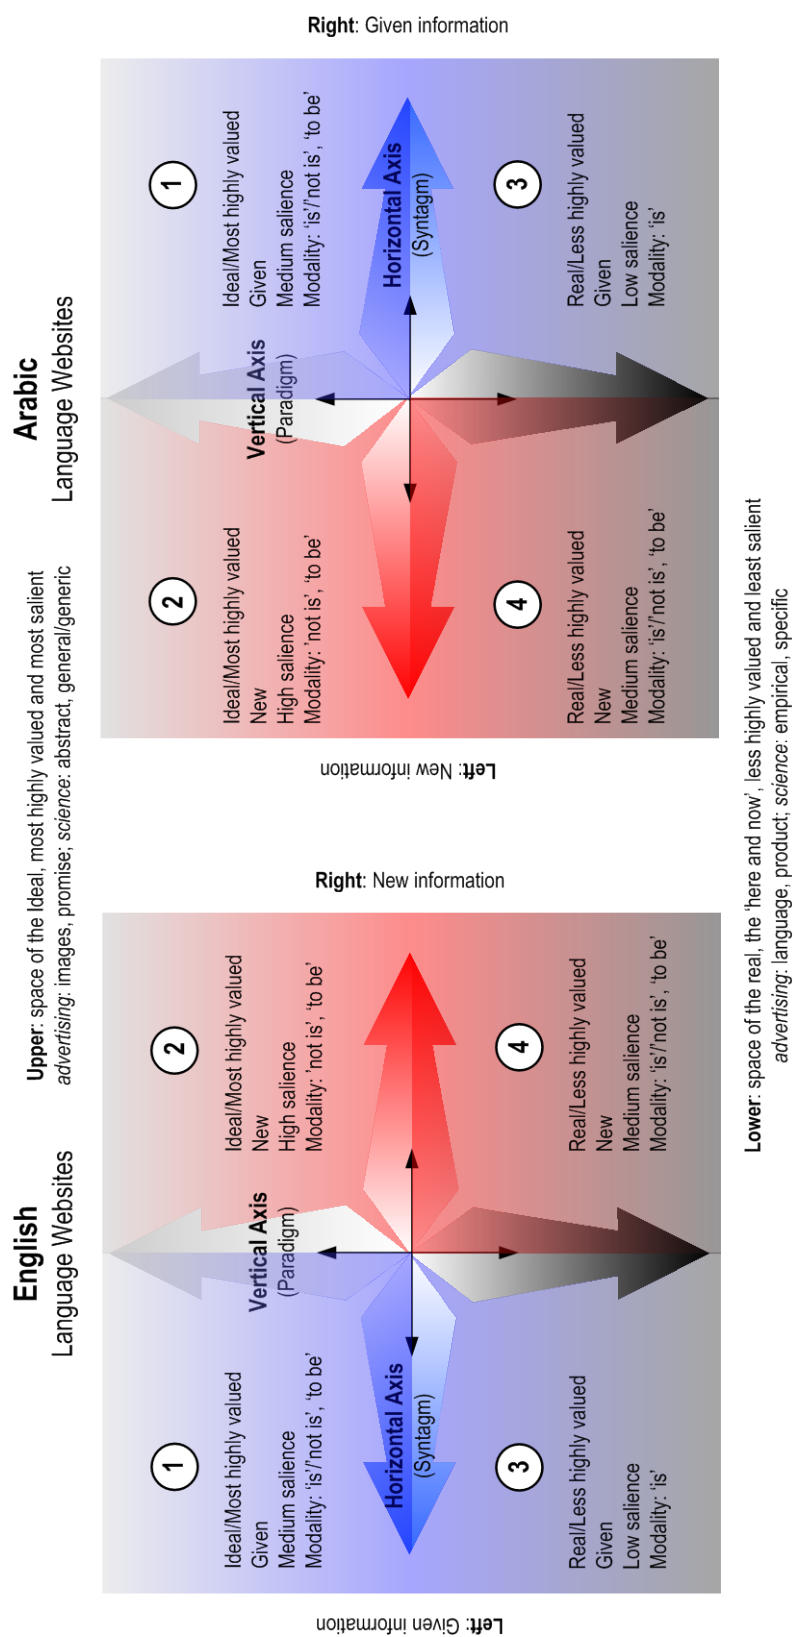 English
Language Websites
Arabic
Language Websites
Upper: space of the Ideal, most highly valued and most salient
advertising: images, promise; science: abstract, general/generic
Left: Given information
1
Ideal/Most highly valued
Given
Medium salience
Modality: 'is'/'not is', 'to be'
Vertical Axis
(Paradigm)
2
Ideal/Most highly valued
New
High salience
Modality: 'not is', 'to be'
Horizontal Axis
(Syntagm)
3
Real/Less highly valued
Given
Low salience
Modality: 'is'
4
Real/Less highly valued
New
Medium salience
Modality: 'is'/'not is', 'to be'
Right: New information
Left: New information
2
Ideal/Most highly valued
New
High salience
Modality: 'not is', 'to be'
Vertical Axis
(Paradigm)
1
Ideal/Most highly valued
Given
Medium salience
Modality: 'is'/'not is', 'to be'
Horizontal Axis
(Syntagm)
4
Real/Less highly valued
New
Medium salience
Modality: 'is'/'not is', 'to be'
3
Real/Less highly valued
Given
Low salience
Modality: 'is'
Right: Given information
Lower: space of the real, the 'here and now', less highly valued and least salient
advertising: language, product; science: empirical, specific